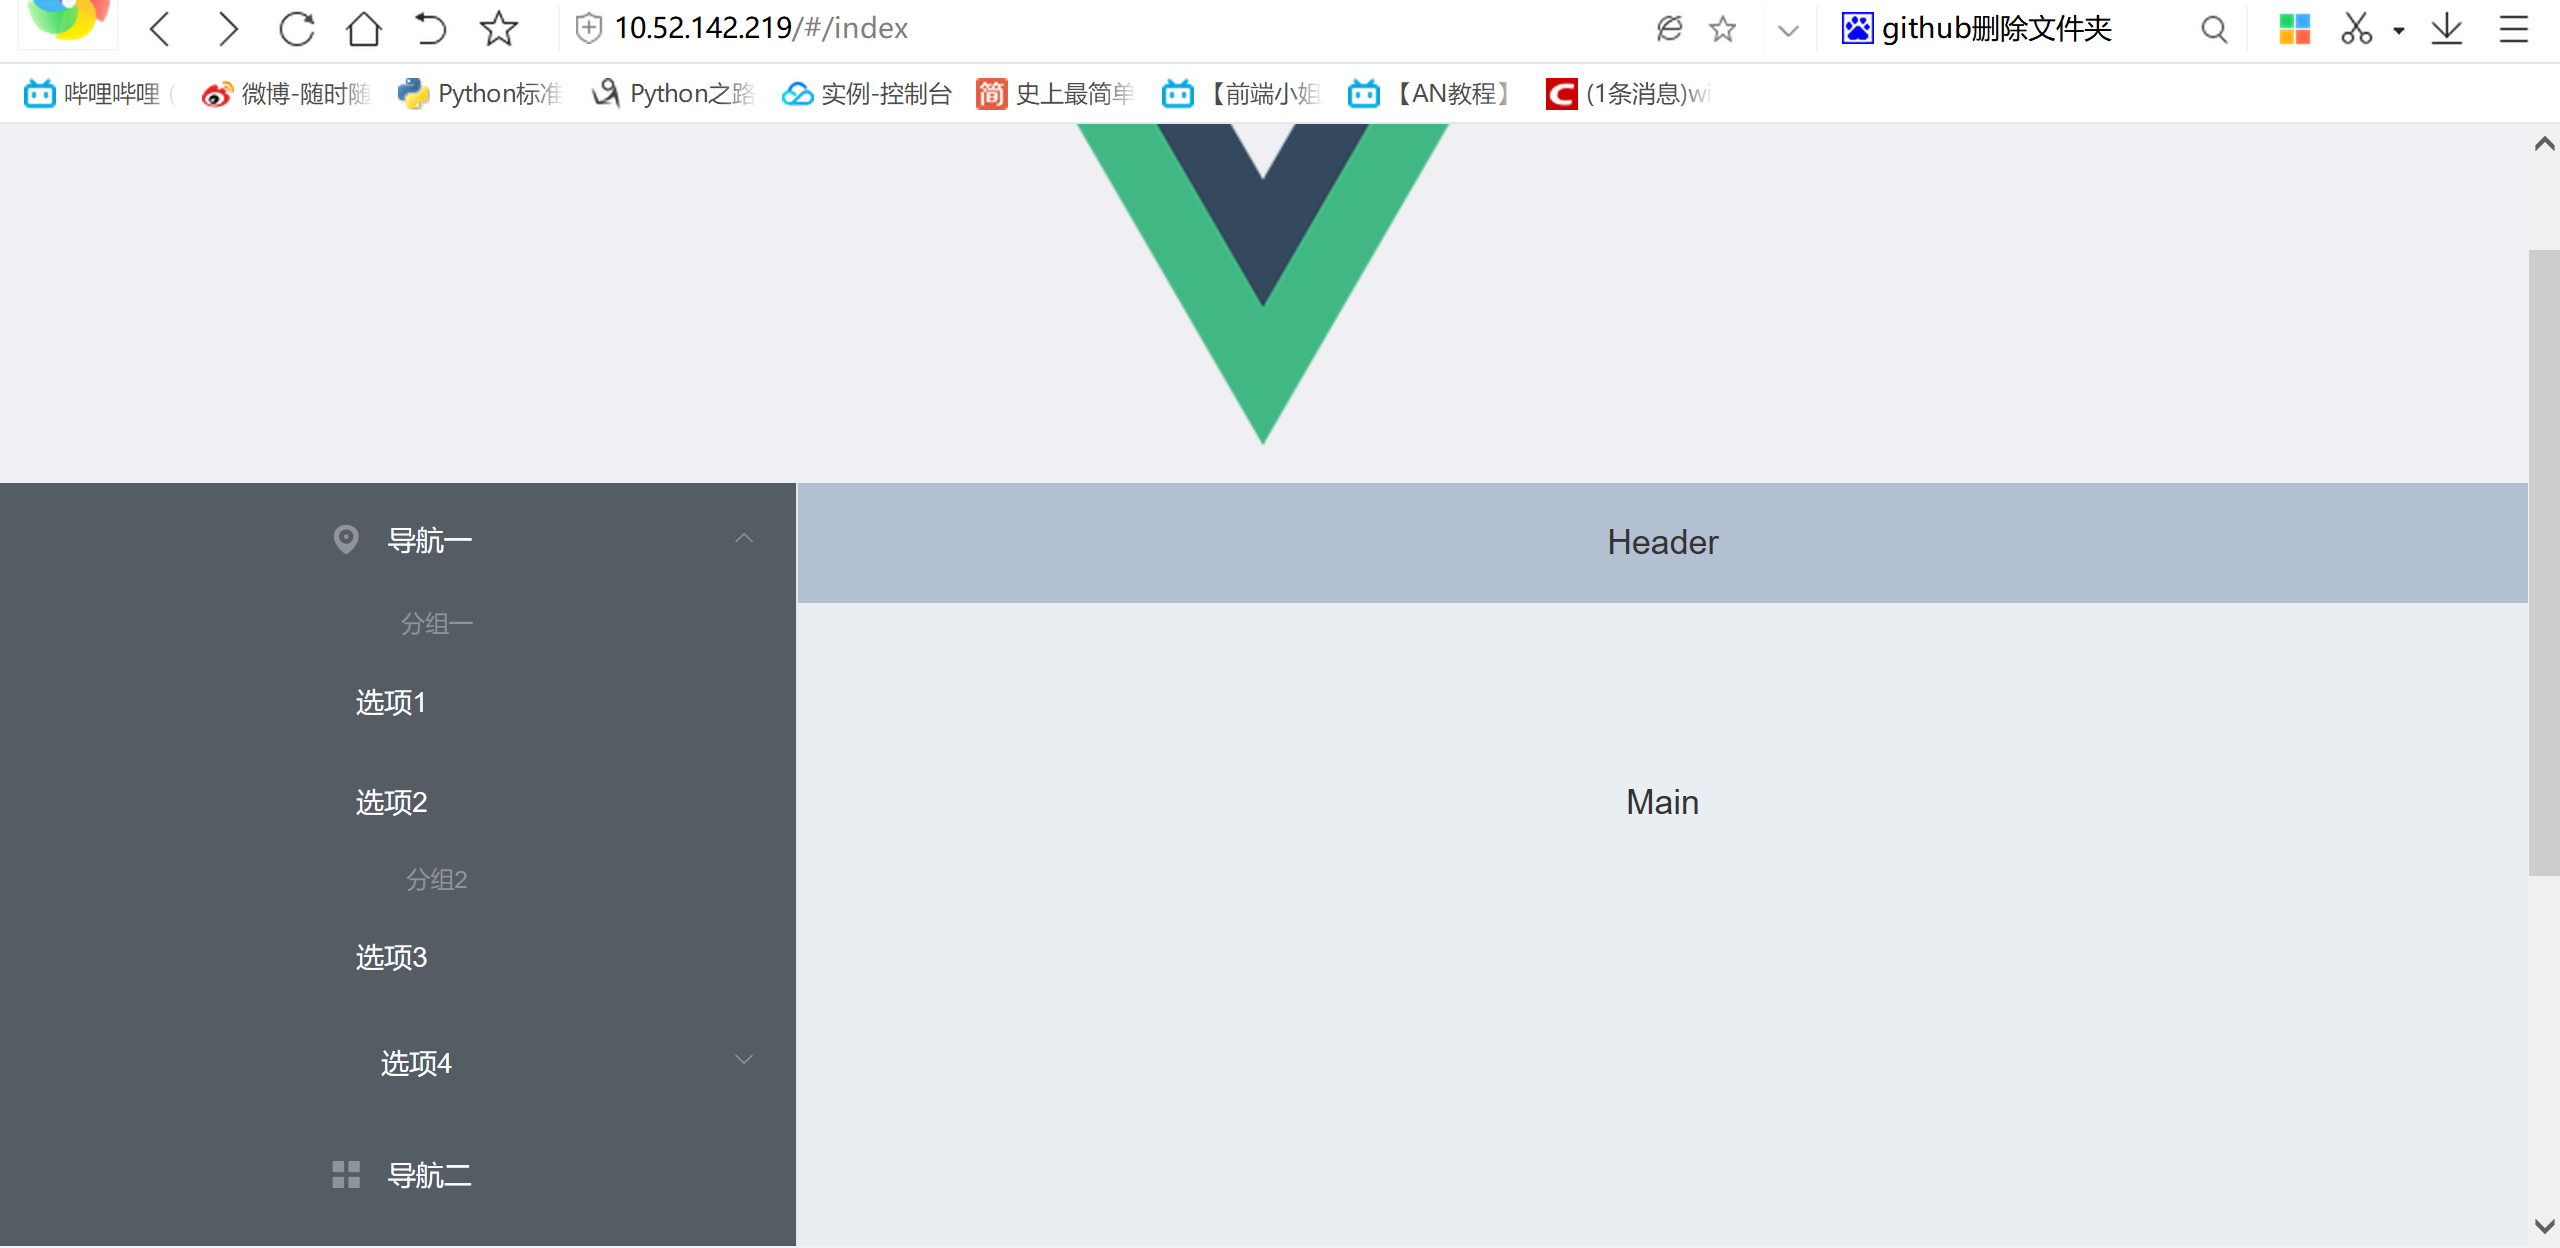 10.52.142.219/#/index
github删除文件夹
哔哩哔哩 (
微博-随时随
Python标准
Python之路
实例-控制台
简
史上最简单
【前端小姐
【AN教程】
(1条消息)wi
导航一
Header
分组一
选项1
选项2
Main
分组2
选项3
选项4
导航二